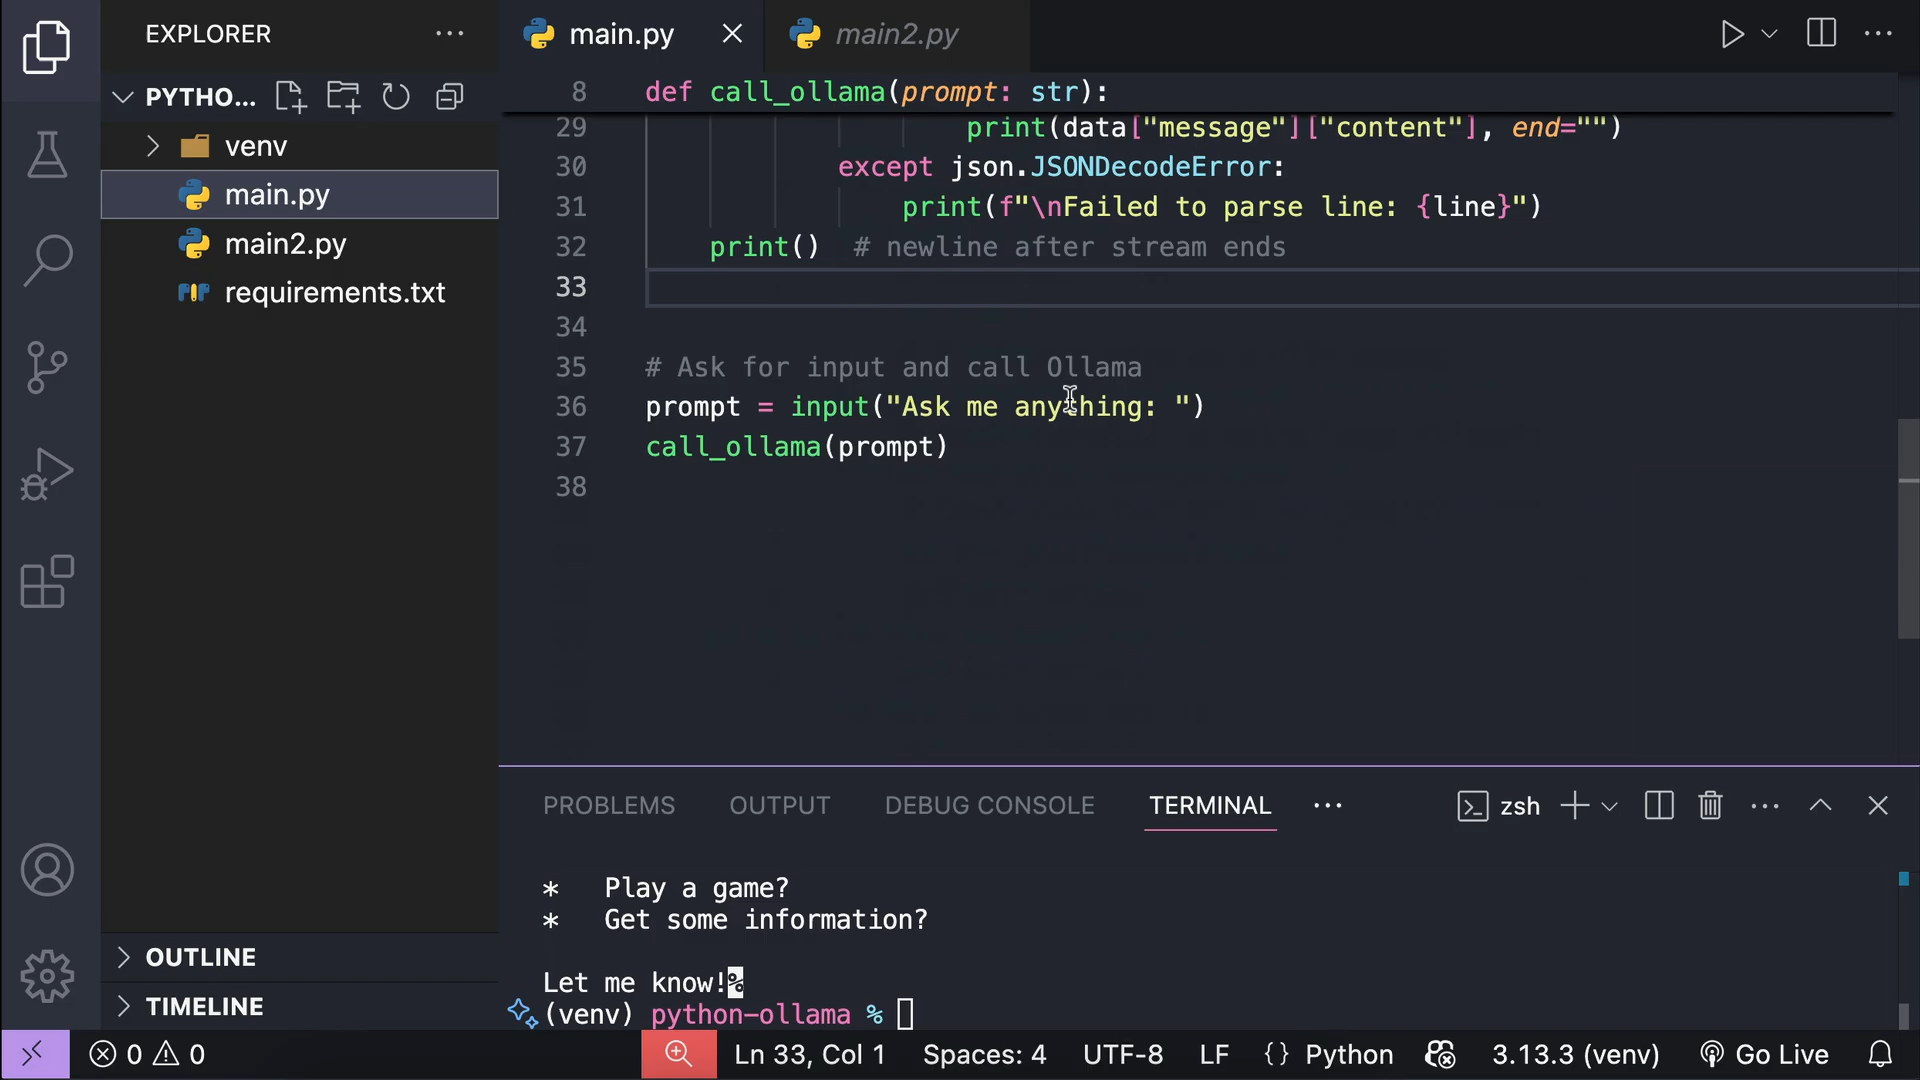 EXPLORER
PYTHO...
venv
main.py
main2.py
requirements.txt
OUTLINE
TIMELINE
main.py
main2.py
8 def call_ollama(prompt: str):
29 print(data["message"]["content"], end="")
30 except json.JSONDecodeError:
31 print(f"\nFailed to parse line: {line}")
32 print() # newline after stream ends
33
34
35 # Ask for input and call Ollama
36 prompt = input("Ask me anything: ")
37 call_ollama(prompt)
38
PROBLEMS OUTPUT DEBUG CONSOLE TERMINAL zsh
* Play a game?
* Get some information?
Let me know!%
(venv) python-ollama %
0 0 Ln 33, Col 1 Spaces: 4 UTF-8 LF {} Python 3.13.3 (venv) Go Live